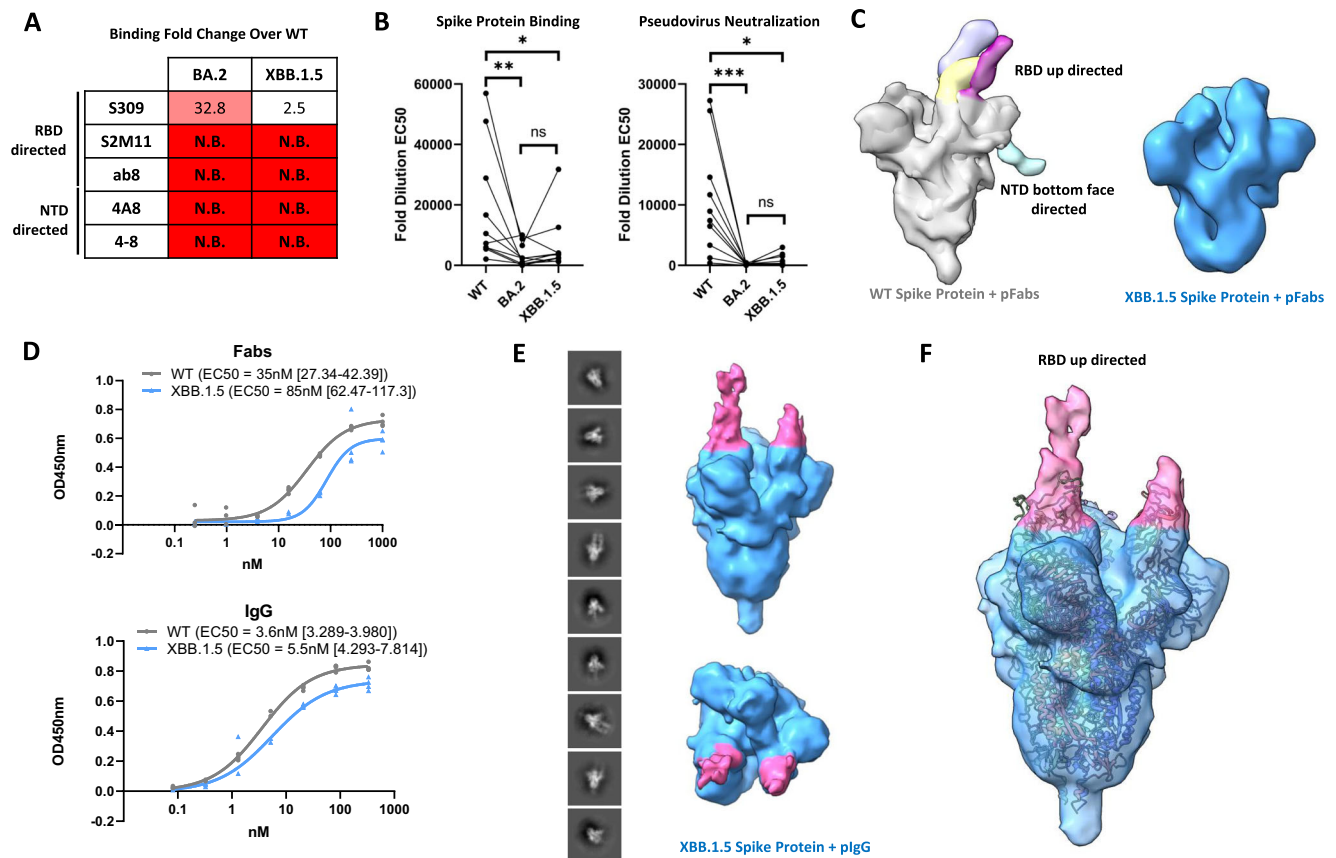 A
Binding Fold Change Over WT
BA.2 XBB.1.5
RBD directed
S309 32.8 2.5
S2M11 N.B. N.B.
ab8 N.B. N.B.
NTD directed
4A8 N.B. N.B.
4-8 N.B. N.B.
B
Spike Protein Binding
*
**
ns
Fold Dilution EC50
60000
40000
20000
0
WT
BA.2
XBB.1.5
Pseudovirus Neutralization
*
***
ns
Fold Dilution EC50
30000
20000
10000
0
WT
BA.2
XBB.1.5
C
RBD up directed
NTD bottom face
directed
WT Spike Protein + pFabs
XBB.1.5 Spike Protein + pFabs
D
Fabs
WT (EC50 = 35nM [27.34-42.39])
XBB.1.5 (EC50 = 85nM [62.47-117.3])
OD450nm
1.0
0.8
0.6
0.4
0.2
0.0
-0.2
0.1 1 10 100 1000
nM
IgG
WT (EC50 = 3.6nM [3.289-3.980])
XBB.1.5 (EC50 = 5.5nM [4.293-7.814])
OD450nm
1.0
0.8
0.6
0.4
0.2
0.0
-0.2
0.1 1 10 100 1000
nM
E
XBB.1.5 Spike Protein + pIgG
F
RBD up directed